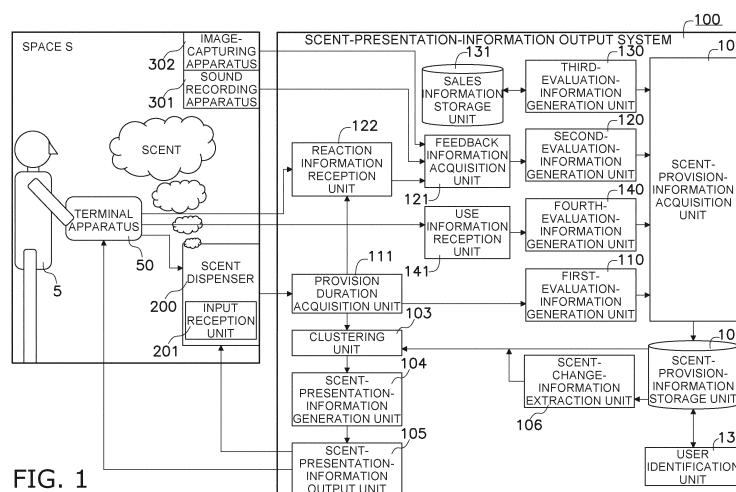 100
SCENT-PRESENTATION-INFORMATION OUTPUT SYSTEM
SPACE S
IMAGE-
CAPTURING
APPARATUS
302
SOUND
RECORDING
APPARATUS
301
SCENT
TERMINAL
APPARATUS
50
5
SCENT
DISPENSER
200
INPUT
RECEPTION
UNIT
201
122
REACTION
INFORMATION
RECEPTION
UNIT
131
SALES
INFORMATION
STORAGE
UNIT
130
THIRD-
EVALUATION-
INFORMATION
GENERATION UNIT
FEEDBACK
INFORMATION
ACQUISITION
UNIT
121
120
SECOND-
EVALUATION-
INFORMATION
GENERATION UNIT
USE
INFORMATION
RECEPTION
UNIT
141
140
FOURTH-
EVALUATION-
INFORMATION
GENERATION UNIT
111
PROVISION
DURATION
ACQUISITION UNIT
110
FIRST-
EVALUATION-
INFORMATION
GENERATION UNIT
SCENT-
PROVISION-
INFORMATION
ACQUISITION
UNIT
103
CLUSTERING
UNIT
104
SCENT-
PRESENTATION-
INFORMATION
GENERATION UNIT
105
SCENT-
PRESENTATION-
INFORMATION
OUTPUT UNIT
SCENT-
CHANGE-
INFORMATION
EXTRACTION UNIT
106
SCENT-
PROVISION-
INFORMATION
STORAGE UNIT
USER
IDENTIFICATION
UNIT
FIG. 1